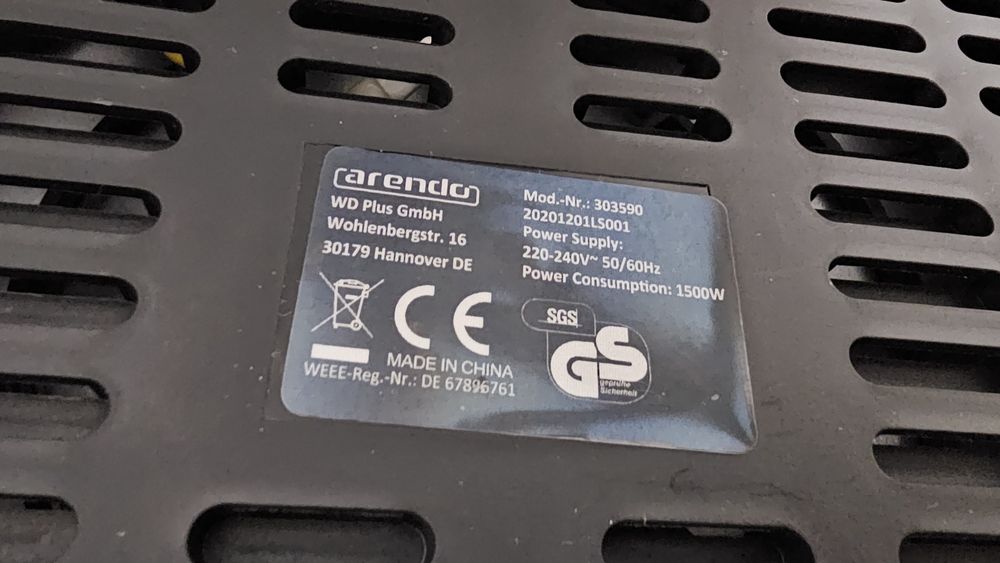 arendo
WD Plus GmbH
Wohlenbergstr. 16
30179 Hannover DE
MADE IN CHINA
WEEE-Reg.-Nr.: DE 67896761
Mod.-Nr.: 303590
20201201LS001
Power Supply:
220-240V~ 50/60Hz
Power Consumption: 1500W
SGS
GS
geprüfte
Sicherheit
CE